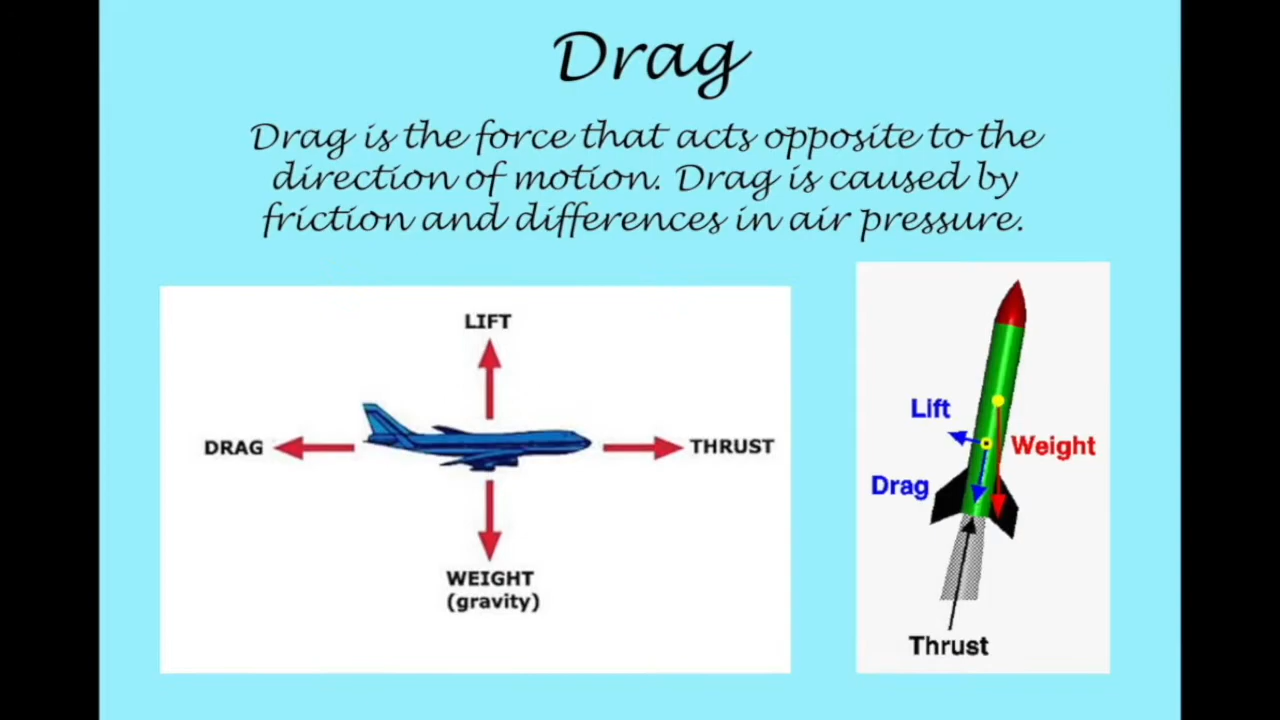 Drag
Drag is the force that acts opposite to the
direction of motion. Drag is caused by
friction and differences in air pressure.
LIFT
DRAG
THRUST
WEIGHT
(gravity)
Lift
Weight
Drag
Thrust